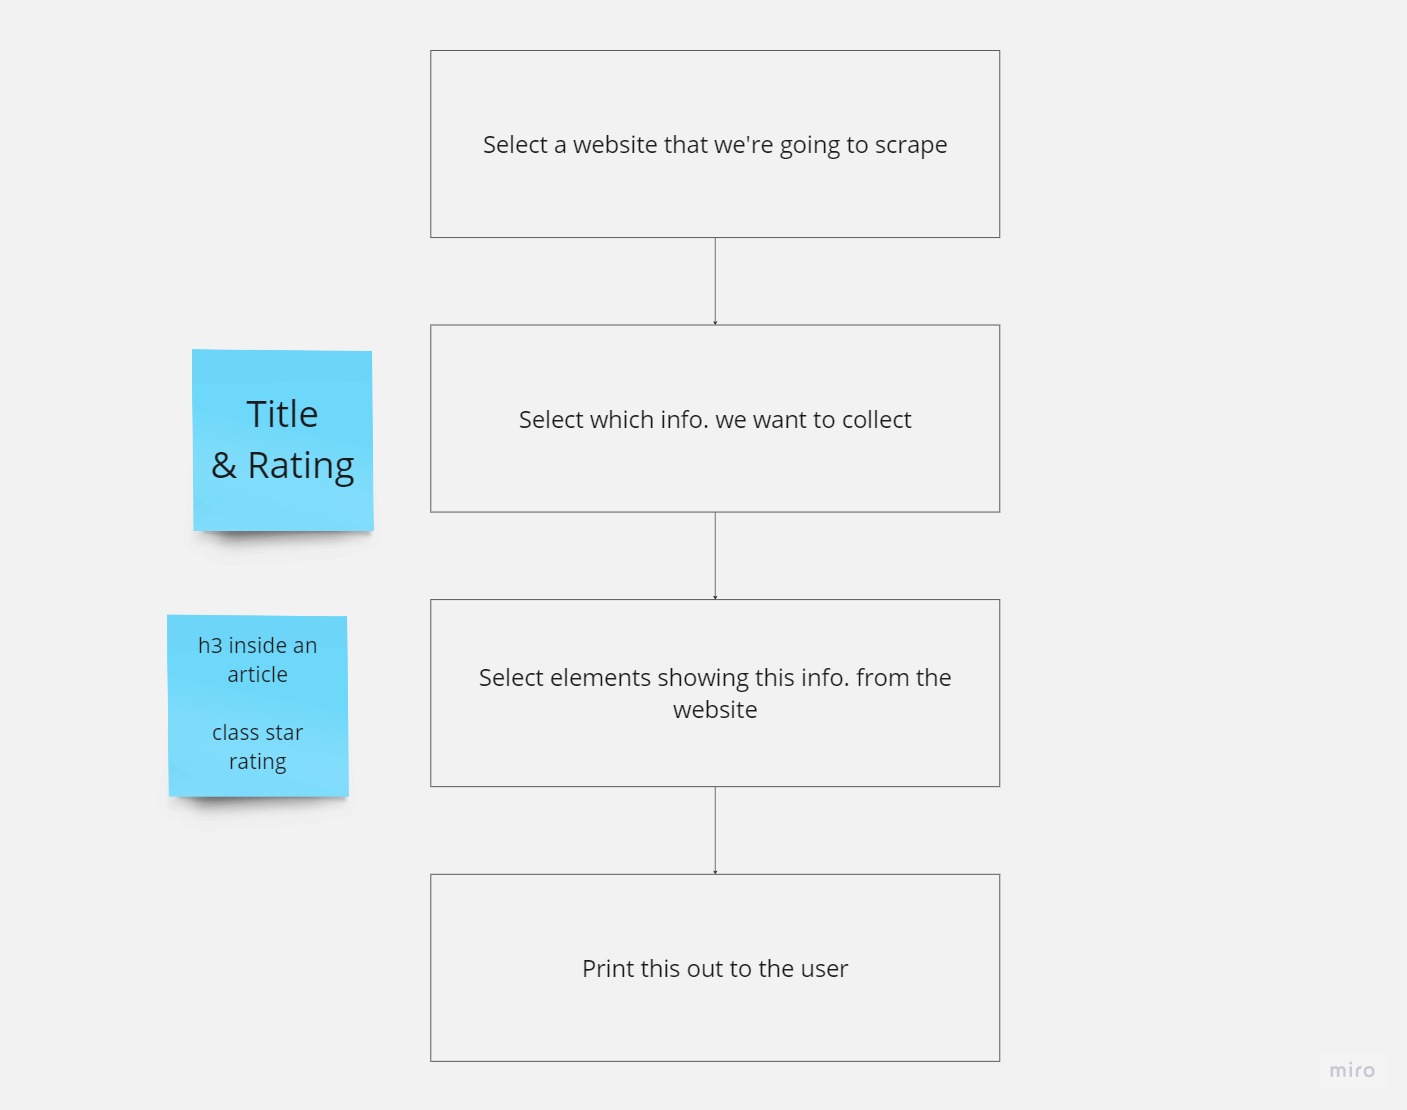 Select a website that we're going to scrape
Title
& Rating
Select which info. we want to collect
h3 inside an
article
class star
rating
Select elements showing this info. from the
website
Print this out to the user
miro